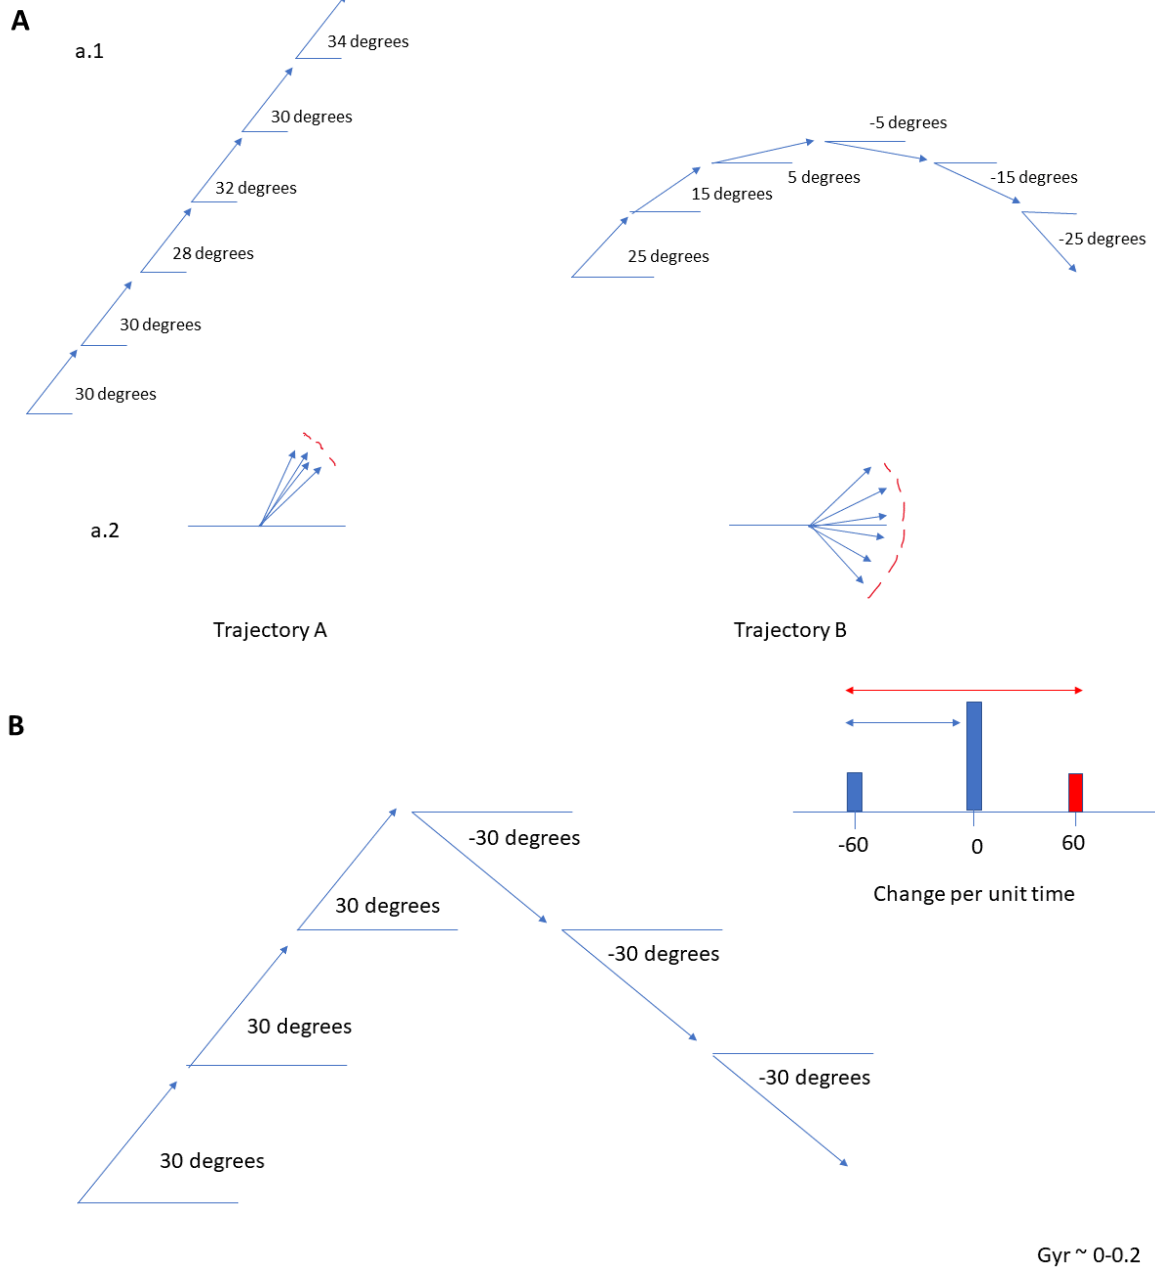 A
a.1
34 degrees
30 degrees
32 degrees
28 degrees
30 degrees
30 degrees
-5 degrees
5 degrees
-15 degrees
15 degrees
-25 degrees
25 degrees
a.2
Trajectory A
Trajectory B
B
-60
0
60
Change per unit time
-30 degrees
30 degrees
-30 degrees
30 degrees
-30 degrees
30 degrees
Gyr ~ 0-0.2